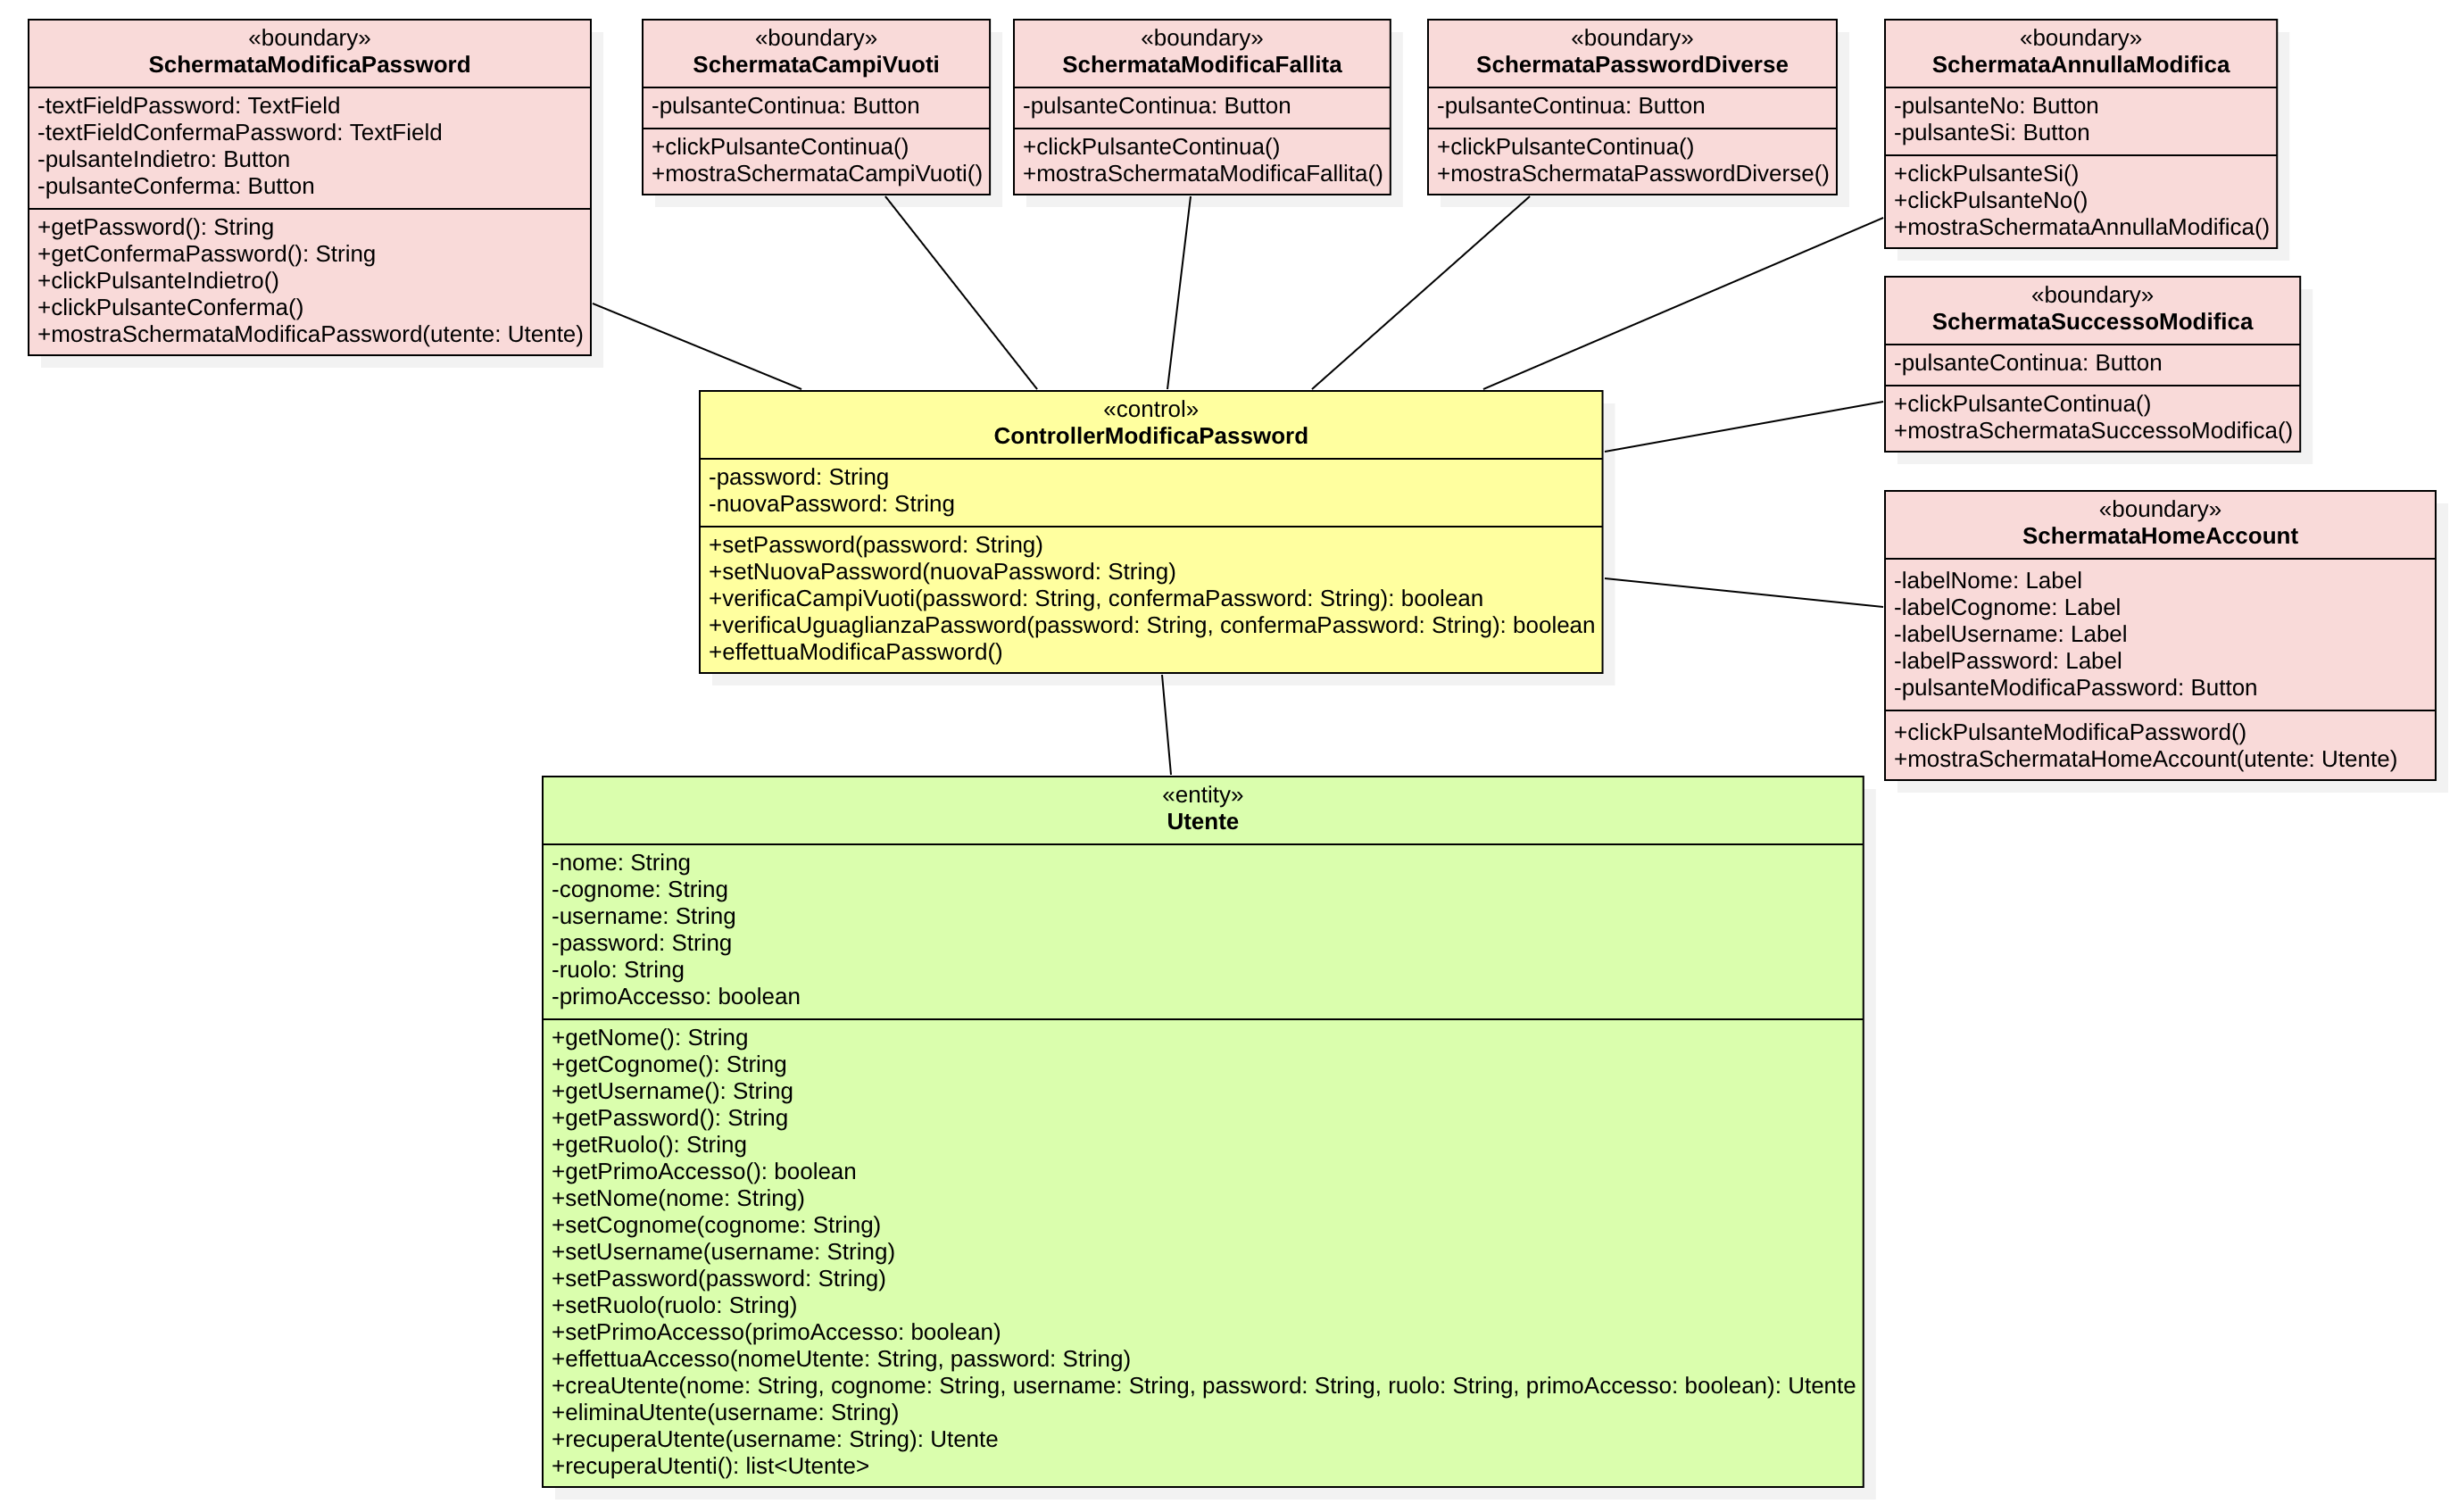 «boundary»
SchermataModificaPassword
-textFieldPassword: TextField
-textFieldConfermaPassword: TextField
-pulsanteIndietro: Button
-pulsanteConferma: Button
+getPassword(): String
+getConfermaPassword(): String
+clickPulsanteIndietro()
+clickPulsanteConferma()
+mostraSchermataModificaPassword(utente: Utente)
«boundary»
SchermataCampiVuoti
-pulsanteContinua: Button
+clickPulsanteContinua()
+mostraSchermataCampiVuoti()
«boundary»
SchermataModificaFallita
-pulsanteContinua: Button
+clickPulsanteContinua()
+mostraSchermataModificaFallita()
«boundary»
SchermataPasswordDiverse
-pulsanteContinua: Button
+clickPulsanteContinua()
+mostraSchermataPasswordDiverse()
«boundary»
SchermataAnnullaModifica
-pulsanteNo: Button
-pulsanteSi: Button
+clickPulsanteSi()
+clickPulsanteNo()
+mostraSchermataAnnullaModifica()
«boundary»
SchermataSuccessoModifica
-pulsanteContinua: Button
+clickPulsanteContinua()
+mostraSchermataSuccessoModifica()
«control»
ControllerModificaPassword
-password: String
-nuovaPassword: String
+setPassword(password: String)
+setNuovaPassword(nuovaPassword: String)
+verificaCampiVuoti(password: String, confermaPassword: String): boolean
+verificaUguaglianzaPassword(password: String, confermaPassword: String): boolean
+effettuaModificaPassword()
«boundary»
SchermataHomeAccount
-labelNome: Label
-labelCognome: Label
-labelUsername: Label
-labelPassword: Label
-pulsanteModificaPassword: Button
+clickPulsanteModificaPassword()
+mostraSchermataHomeAccount(utente: Utente)
«entity»
Utente
-nome: String
-cognome: String
-username: String
-password: String
-ruolo: String
-primoAccesso: boolean
+getNome(): String
+getCognome(): String
+getUsername(): String
+getPassword(): String
+getRuolo(): String
+getPrimoAccesso(): boolean
+setNome(nome: String)
+setCognome(cognome: String)
+setUsername(username: String)
+setPassword(password: String)
+setRuolo(ruolo: String)
+setPrimoAccesso(primoAccesso: boolean)
+effettuaAccesso(nomeUtente: String, password: String)
+creaUtente(nome: String, cognome: String, username: String, password: String, ruolo: String, primoAccesso: boolean): Utente
+eliminaUtente(username: String)
+recuperaUtente(username: String): Utente
+recuperaUtenti(): list<Utente>